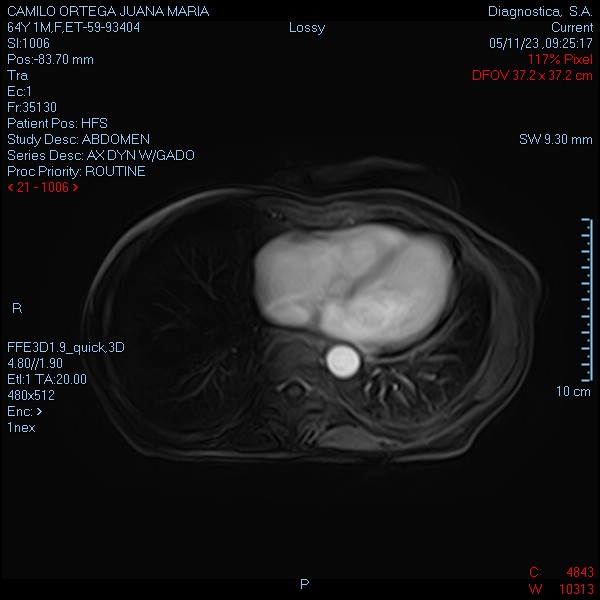 CAMILO ORTEGA JUANA MARIA
64Y 1M,F,ET-59-93404
SI:1006
Pos:-83.70 mm
Tra
Ec:1
Fr:35130
Patient Pos: HFS
Study Desc: ABDOMEN
Series Desc: AX DYN W/GADO
Proc Priority: ROUTINE
< 21 - 1006 >
Lossy
Diagnostica, S.A.
Current
05/11/23 ,09:25:17
117% Pixel
DFOV 37.2 x 37.2 cm
SW 9.30 mm
R
FFE3D1.9_quick,3D
4.80//1.90
Etl:1 TA:20.00
480x512
Enc: >
1nex
10 cm
P
C 4843
W 10313